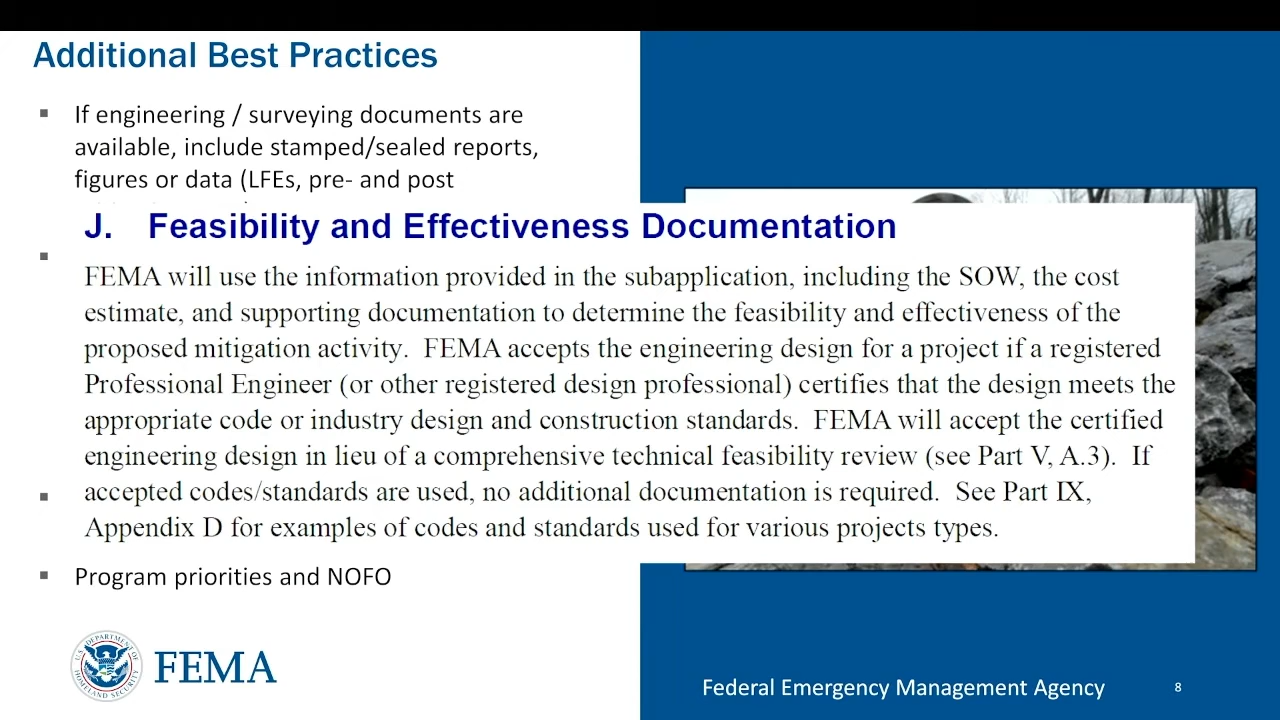 Additional Best Practices
If engineering / surveying documents are
available, include stamped/sealed reports,
figures or data (LFEs, pre- and post
J. Feasibility and Effectiveness Documentation
FEMA will use the information provided in the subapplication, including the SOW, the cost
estimate, and supporting documentation to determine the feasibility and effectiveness of the
proposed mitigation activity. FEMA accepts the engineering design for a project if a registered
Professional Engineer (or other registered design professional) certifies that the design meets the
appropriate code or industry design and construction standards. FEMA will accept the certified
engineering design in lieu of a comprehensive technical feasibility review (see Part V, A.3). If
accepted codes/standards are used, no additional documentation is required. See Part IX,
Appendix D for examples of codes and standards used for various projects types.
Program priorities and NOFO
U.S. DEPARTMENT OF
HOMELAND SECURITY
FEMA
Federal Emergency Management Agency
8